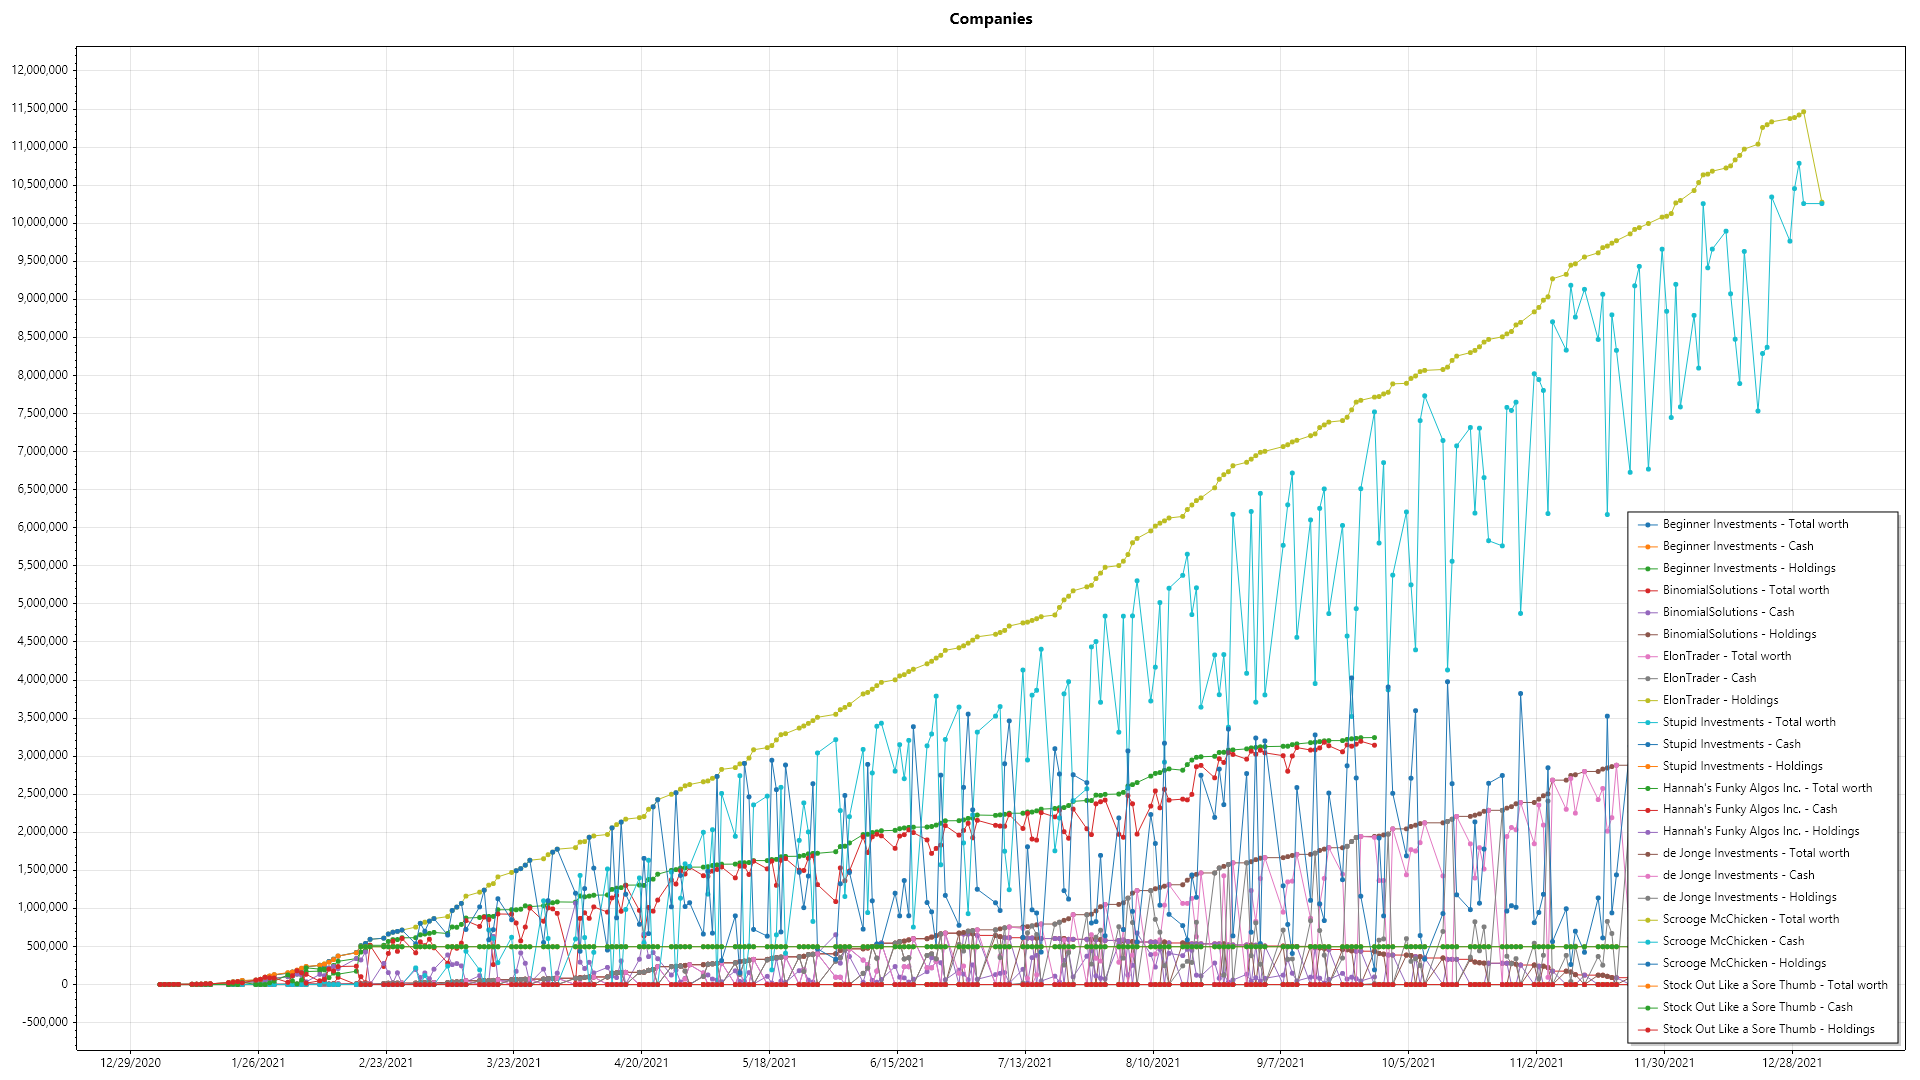 Companies
12,000,000
11,500,000
11,000,000
10,500,000
10,000,000
9,500,000
9,000,000
8,500,000
8,000,000
7,500,000
7,000,000
6,500,000
6,000,000
5,500,000
5,000,000
4,500,000
4,000,000
3,500,000
3,000,000
2,500,000
2,000,000
1,500,000
1,000,000
500,000
0
-500,000
Beginner Investments - Total worth
Beginner Investments - Cash
Beginner Investments - Holdings
BinomialSolutions - Total worth
BinomialSolutions - Cash
BinomialSolutions - Holdings
ElonTrader - Total worth
ElonTrader - Cash
ElonTrader - Holdings
Stupid Investments - Total worth
Stupid Investments - Cash
Stupid Investments - Holdings
Hannah's Funky Algos Inc. - Total worth
Hannah's Funky Algos Inc. - Cash
Hannah's Funky Algos Inc. - Holdings
de Jonge Investments - Total worth
de Jonge Investments - Cash
de Jonge Investments - Holdings
Scrooge McChicken - Total worth
Scrooge McChicken - Cash
Scrooge McChicken - Holdings
Stock Out Like a Sore Thumb - Total worth
Stock Out Like a Sore Thumb - Cash
Stock Out Like a Sore Thumb - Holdings
12/29/2020 1/26/2021 2/23/2021 3/23/2021 4/20/2021 5/18/2021 6/15/2021 7/13/2021 8/10/2021 9/7/2021 10/5/2021 11/2/2021 11/30/2021 12/28/2021